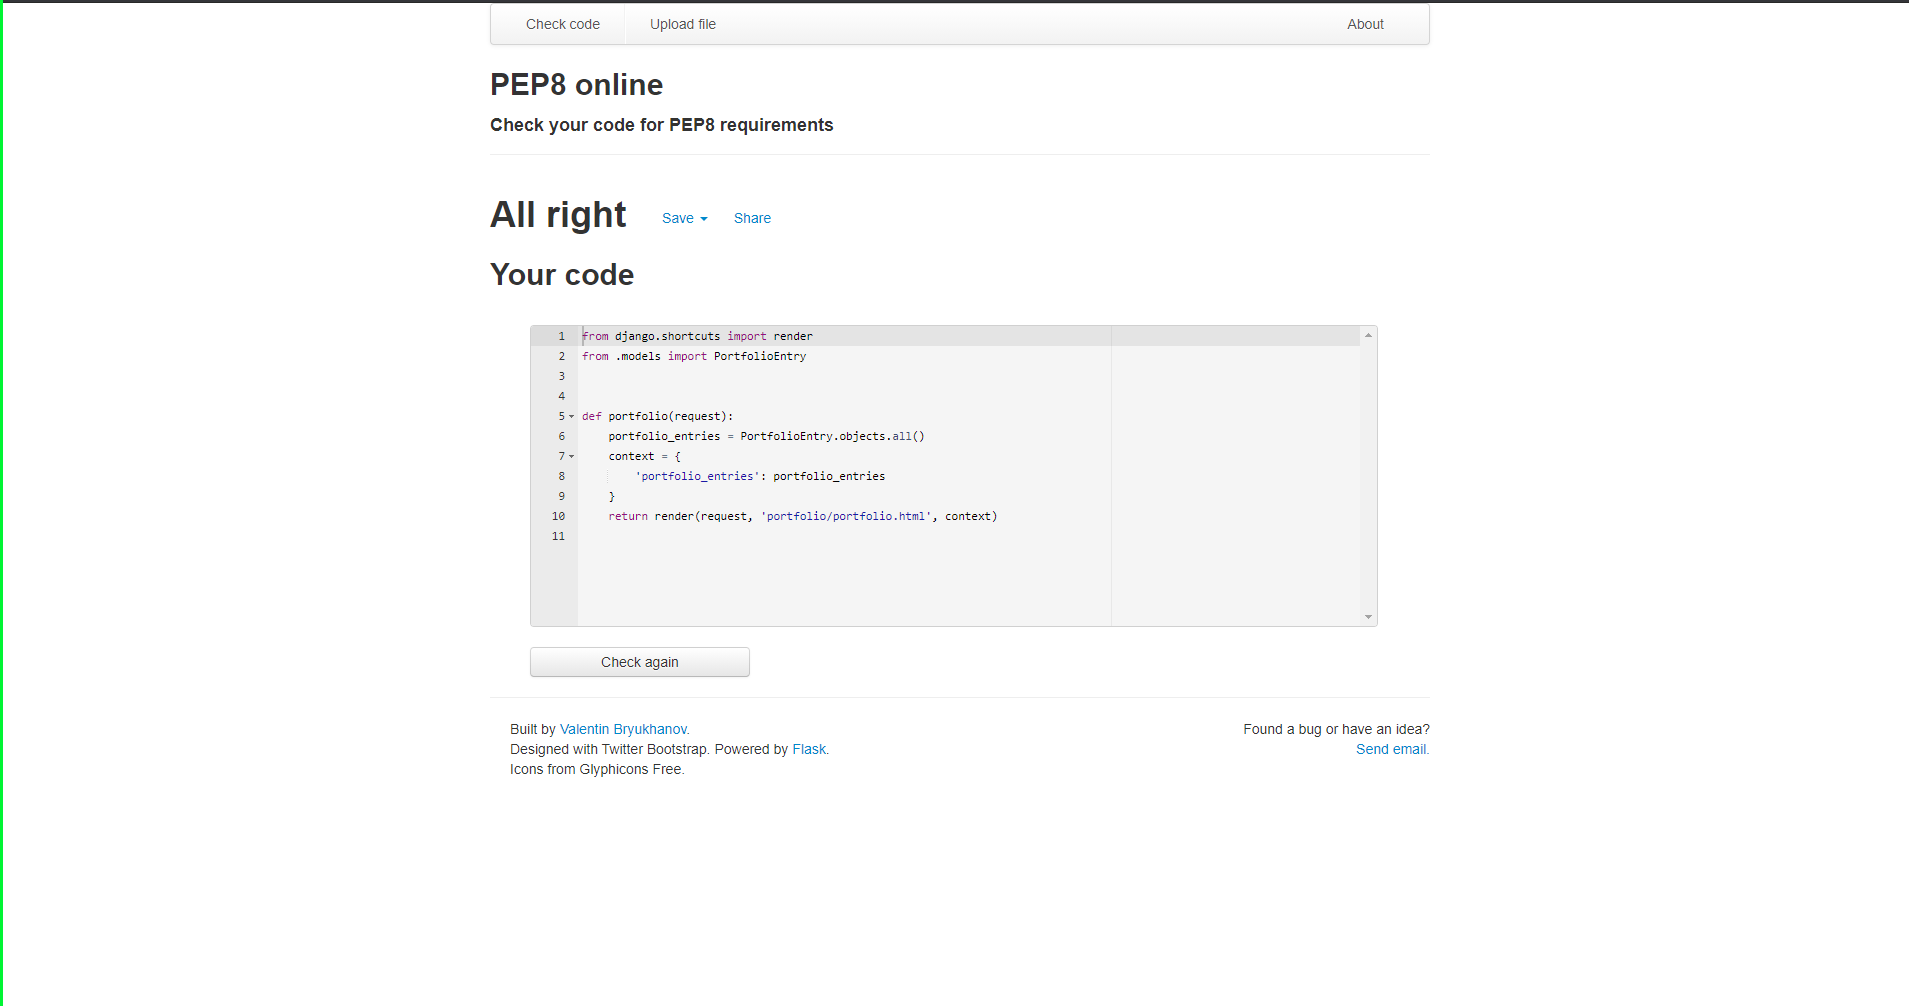 Check code Upload file About
PEP8 online
Check your code for PEP8 requirements
All right Save Share
Your code
1 from django.shortcuts import render
2 from .models import PortfolioEntry
3
4
5 def portfolio(request):
6     portfolio_entries = PortfolioEntry.objects.all()
7     context = {
8         'portfolio_entries': portfolio_entries
9     }
10     return render(request, 'portfolio/portfolio.html', context)
11
Check again
Built by Valentin Bryukhanov. Found a bug or have an idea?
Designed with Twitter Bootstrap. Powered by Flask. Send email.
Icons from Glyphicons Free.